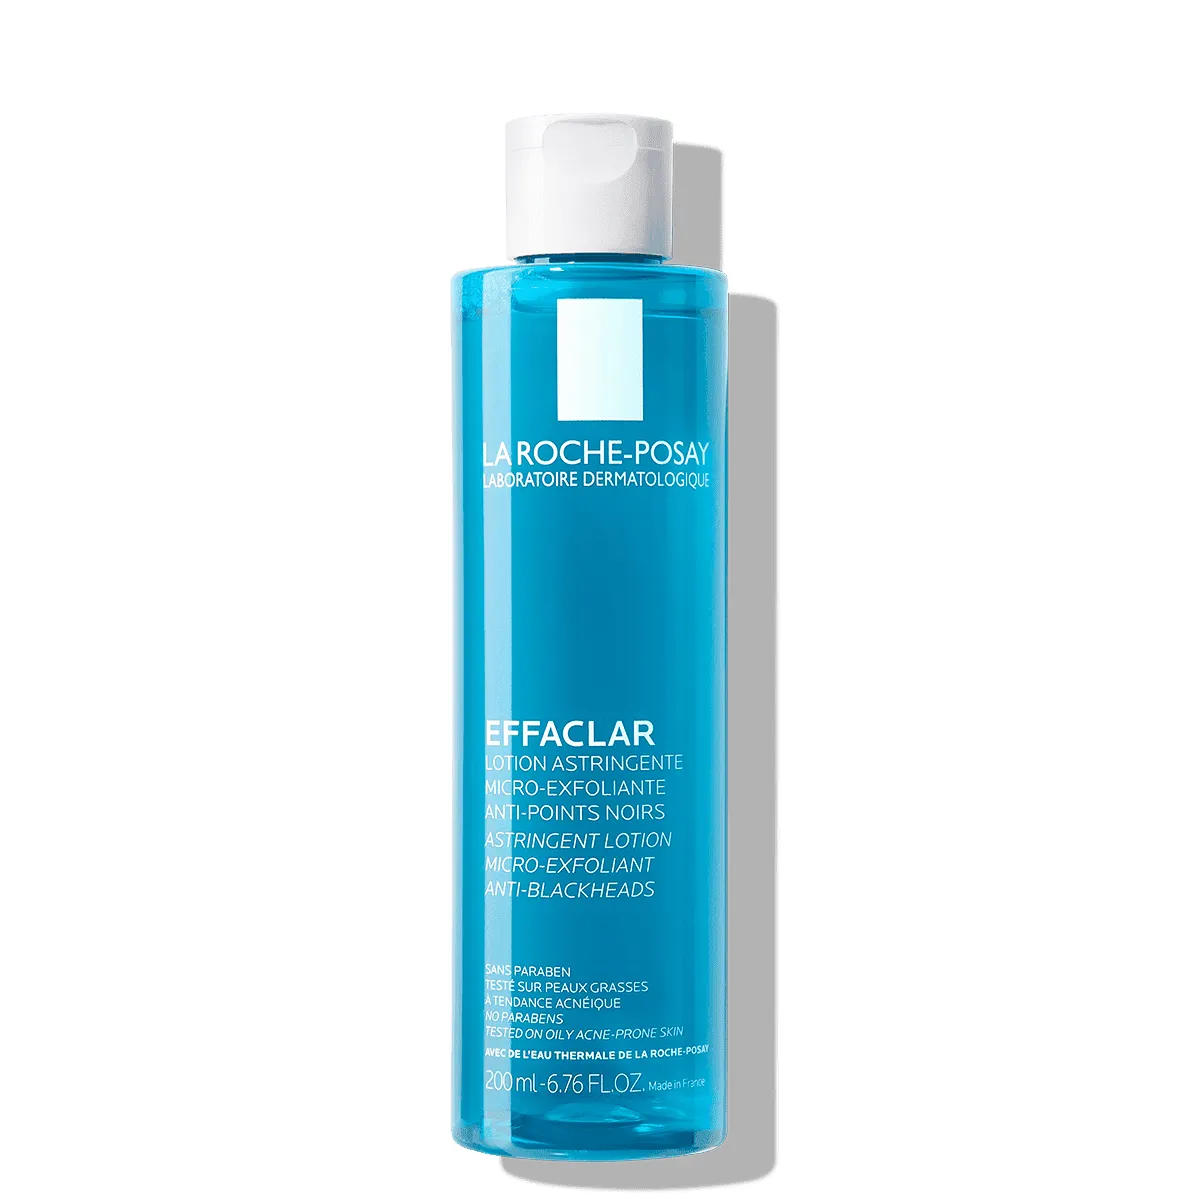 LA ROCHE-POSAY
LABORATOIRE DERMATOLOGIQUE
EFFACLAR
LOTION ASTRINGENTE
MICRO-EXFOLIANTE
ANTI-POINTS NOIRS
ASTRINGENT LOTION
MICRO-EXFOLIANT
ANTI-BLACKHEADS
SANS PARABEN
TESTÉ SUR PEAUX GRASSES
À TENDANCE ACNÉIQUE
NO PARABENS
TESTED ON OILY ACNE-PRONE SKIN
AVEC DE L'EAU THERMALE DE LA ROCHE-POSAY
200 ml - 6.76 FL.OZ. Made in France